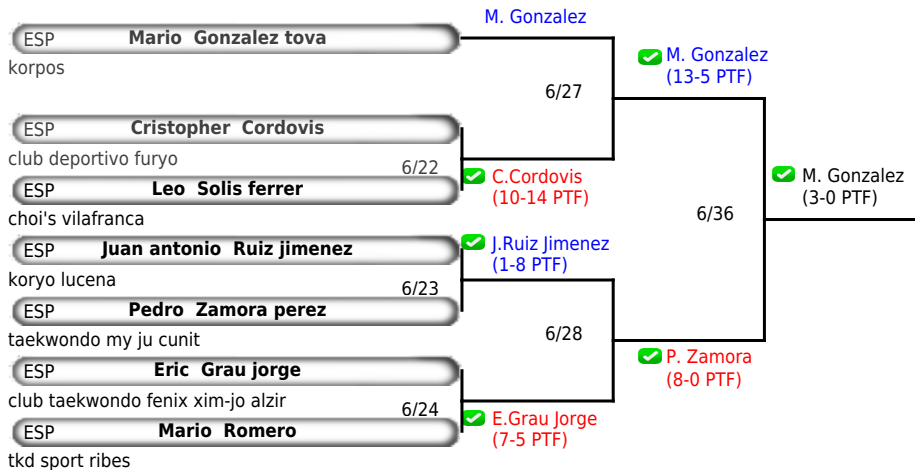 M. Gonzalez
ESP Mario Gonzalez tova
korpos
M. Gonzalez
(13-5 PTF)
6/27
ESP Cristopher Cordovis
club deportivo furyo
6/22
C.Cordovis
(10-14 PTF)
ESP Leo Solis ferrer
choi's vilafranca
M. Gonzalez
(3-0 PTF)
6/36
ESP Juan antonio Ruiz jimenez
koryo lucena
J.Ruiz Jimenez
(1-8 PTF)
6/23
ESP Pedro Zamora perez
taekwondo my ju cunit
6/28
P. Zamora
(8-0 PTF)
ESP Eric Grau jorge
club taekwondo fenix xim-jo alzir
6/24
E.Grau Jorge
(7-5 PTF)
ESP Mario Romero
tkd sport ribes